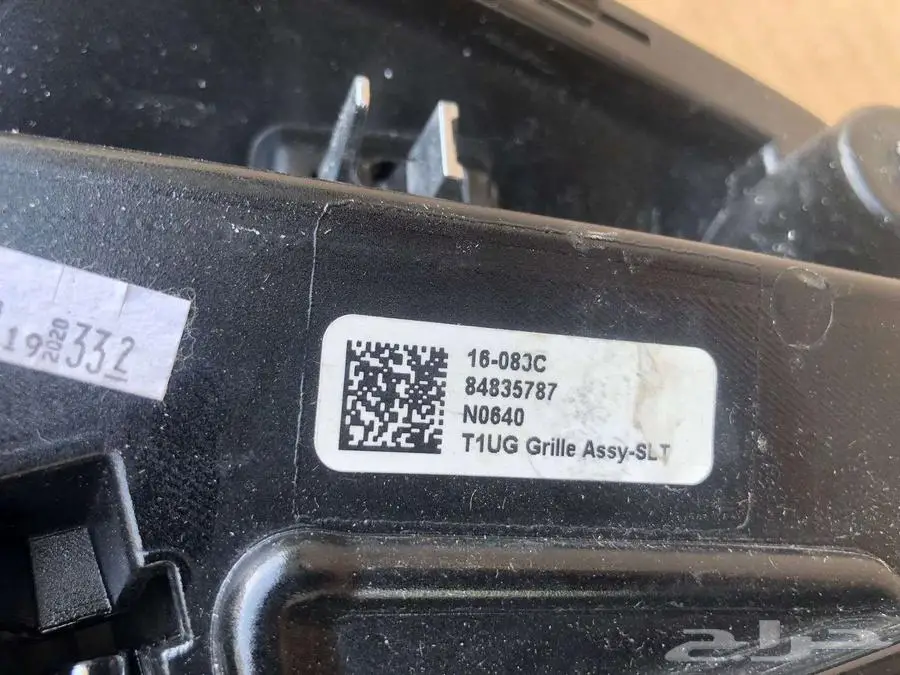 19 2020 332
16-083C
84835787
N0640
T1UG Grille Assy-SLT
حراج